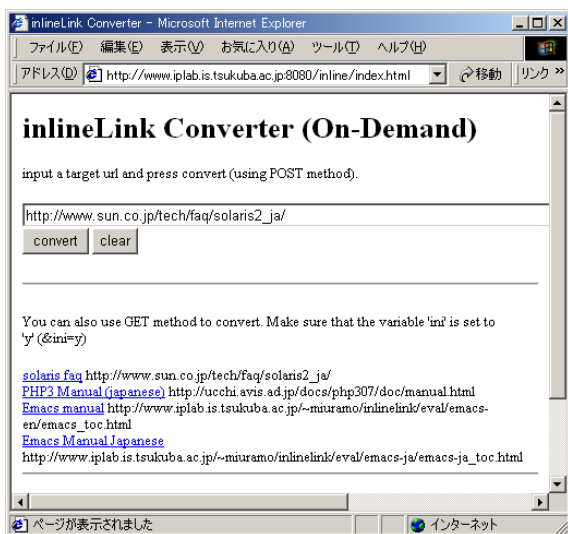 inlineLink Converter - Microsoft Internet Explorer
ファイル(F) 編集(E) 表示(V) お気に入り(A) ツール(T) ヘルプ(H)
アドレス(D) http://www.iplab.is.tsukuba.ac.jp:8080/inline/index.html 移動 リンク »
inlineLink Converter (On-Demand)
input a target url and press convert (using POST method).
http://www.sun.co.jp/tech/faq/solaris2_ja/
convert clear
You can also use GET method to convert. Make sure that the variable 'ini' is set to
'y' (&ini=y)
solaris faq http://www.sun.co.jp/tech/faq/solaris2_ja/
PHP3 Manual (japanese) http://ucchi.avis.ad.jp/docs/php307/doc/manual.html
Emacs manual http://www.iplab.is.tsukuba.ac.jp/~miuramo/inlinelink/eval/emacs-
en/emacs_toc.html
Emacs Manual Japanese
http://www.iplab.is.tsukuba.ac.jp/~miuramo/inlinelink/eval/emacs-ja/emacs-ja_toc.html
ページが表示されました インターネット